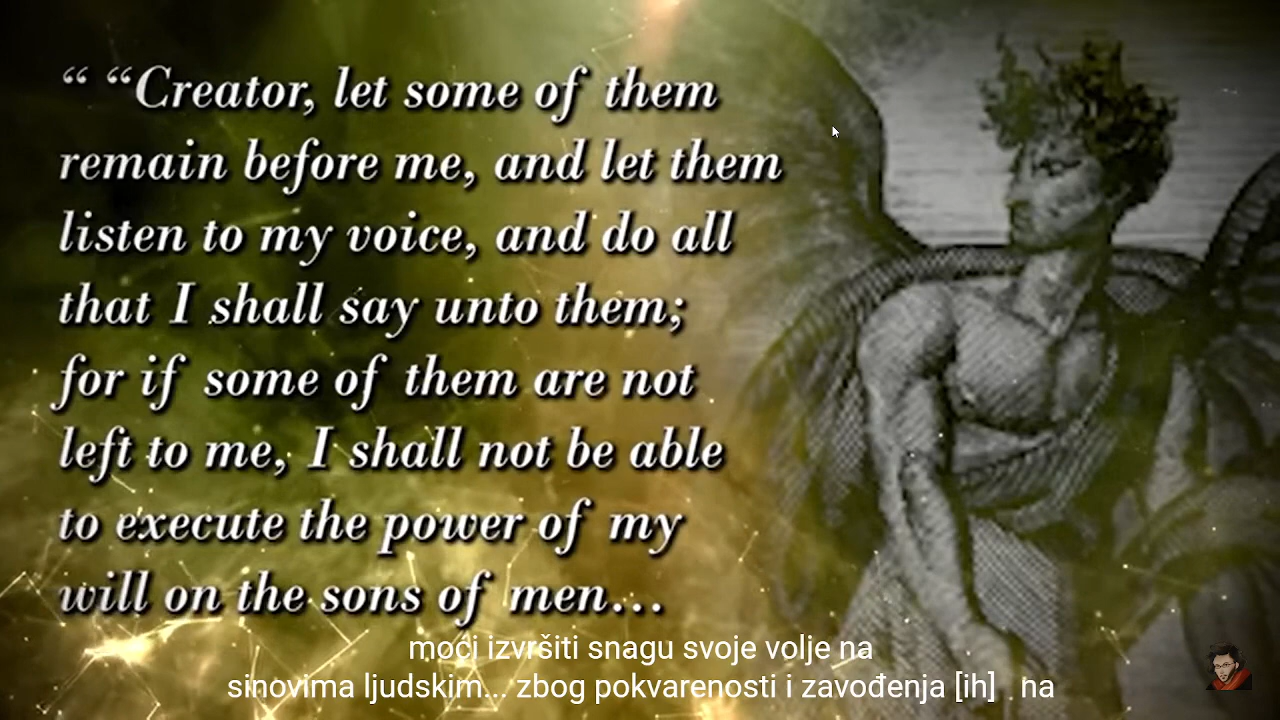 “ “Creator, let some of them
remain before me, and let them
listen to my voice, and do all
that I shall say unto them;
for if some of them are not
left to me, I shall not be able
to execute the power of my
will on the sons of men...
moći izvršiti snagu svoje volje na
sinovima ljudskim... zbog pokvarenosti i zavođenja [ih] . ha